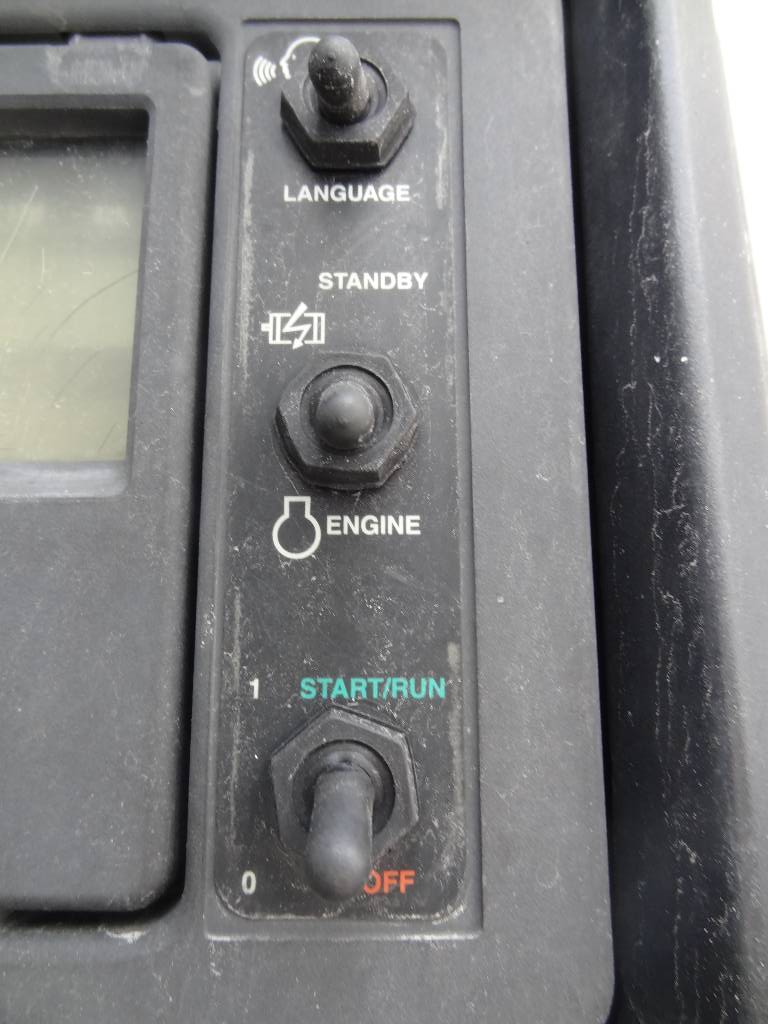 LANGUAGE
STANDBY
ENGINE
1 START/RUN
0 OFF